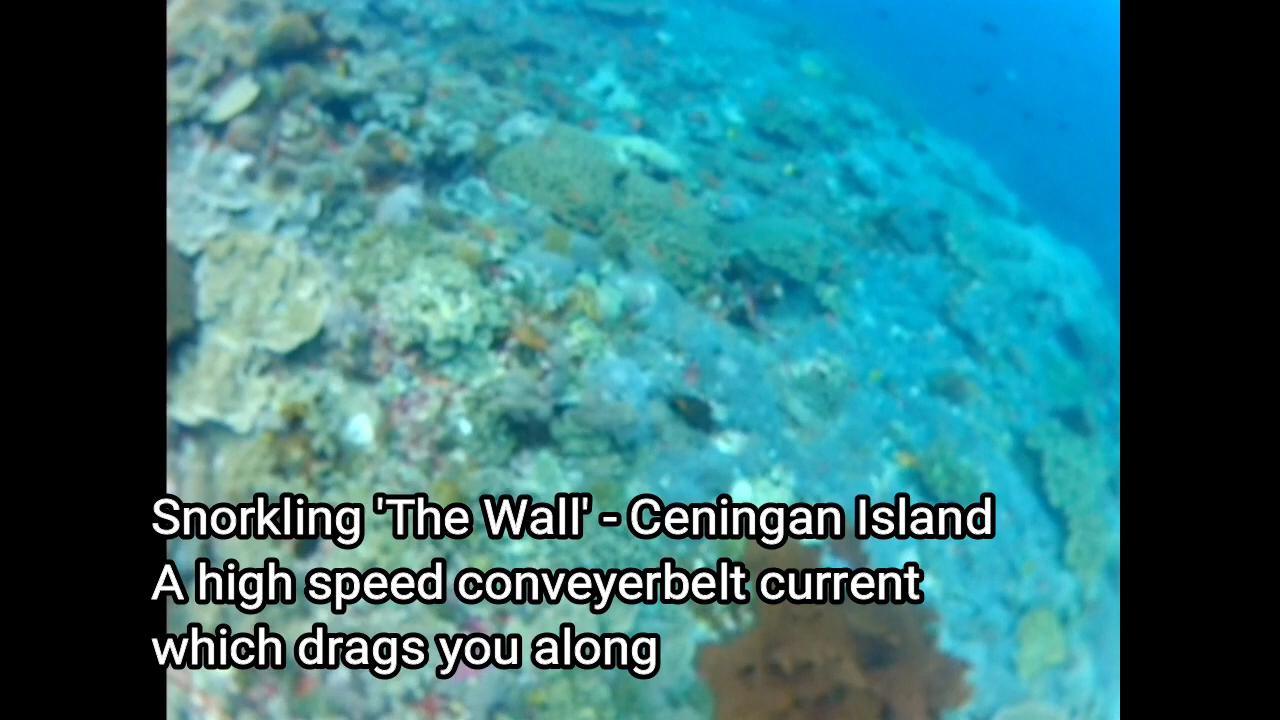 Snorkling 'The Wall' - Ceningan Island
A high speed conveyerbelt current
which drags you along